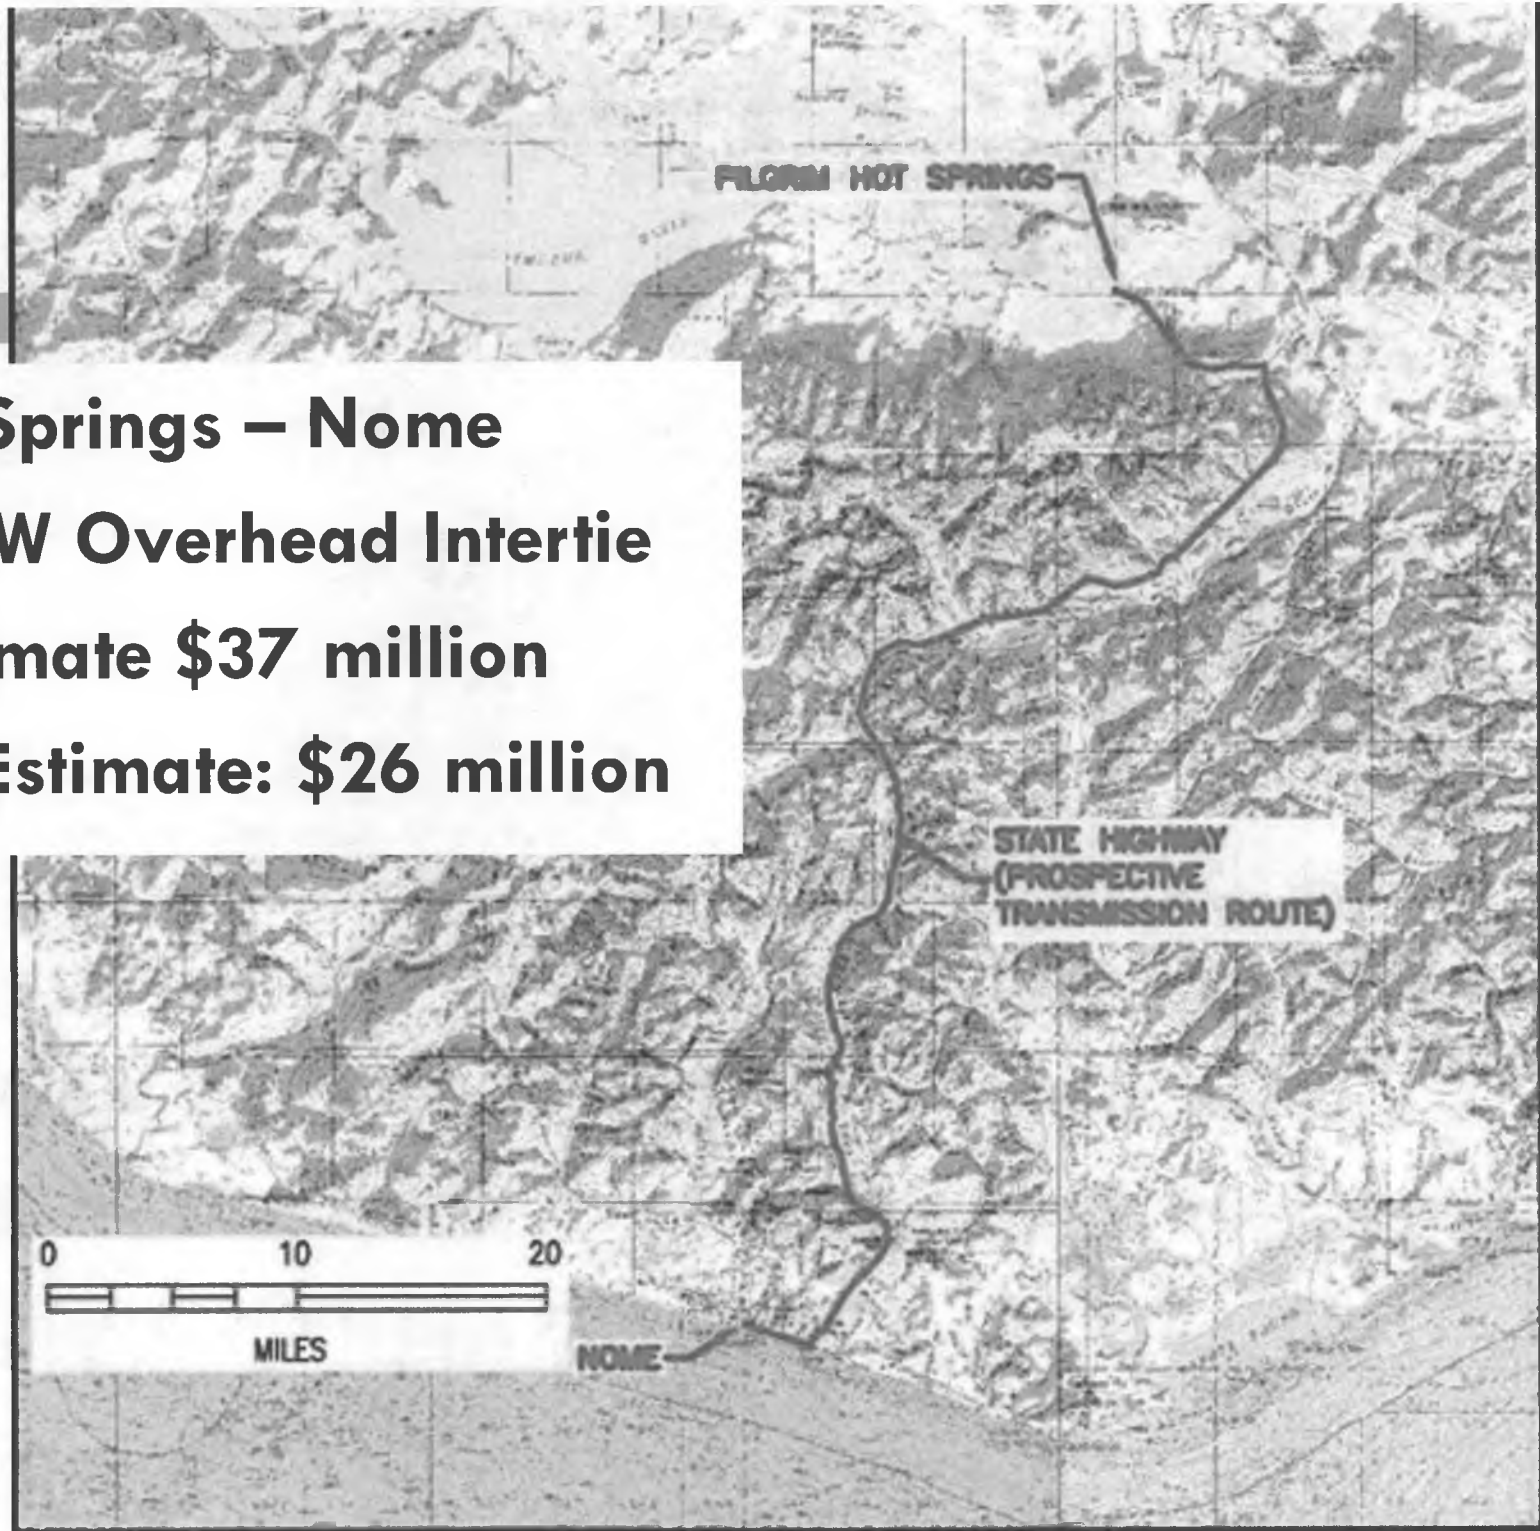 PILGRIM HOT SPRINGS
Springs – Nome
W Overhead Intertie
mate $37 million
Estimate: $26 million
STATE HIGHWAY
(PROSPECTIVE
TRANSMISSION ROUTE)
0 10 20
MILES
NOME